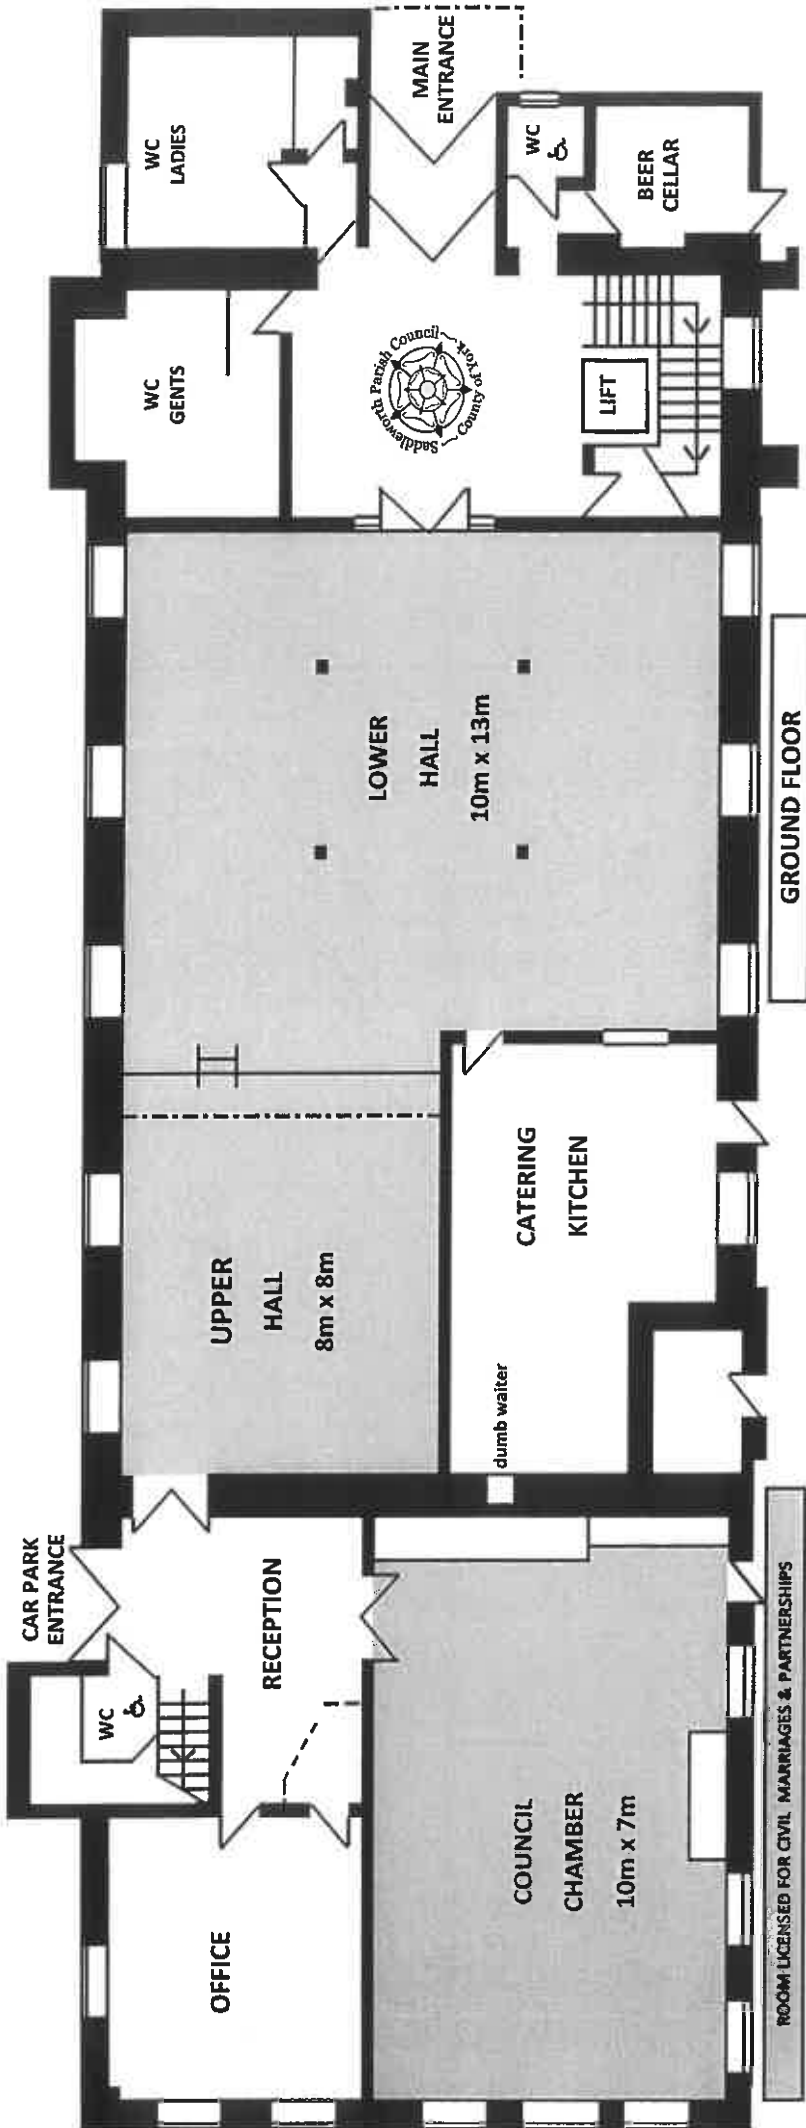 CAR PARK
ENTRANCE
WC
RECEPTION
OFFICE
COUNCIL
CHAMBER
10m x 7m
UPPER
HALL
8m x 8m
dumb waiter
CATERING
KITCHEN
LOWER
HALL
10m x 13m
WC
GENTS
WC
LADIES
Saddleworth Parish Council
County of York
LIFT
MAIN
ENTRANCE
WC
BEER
CELLAR
ROOM LICENSED FOR CIVIL MARRIAGES & PARTNERSHIPS
GROUND FLOOR